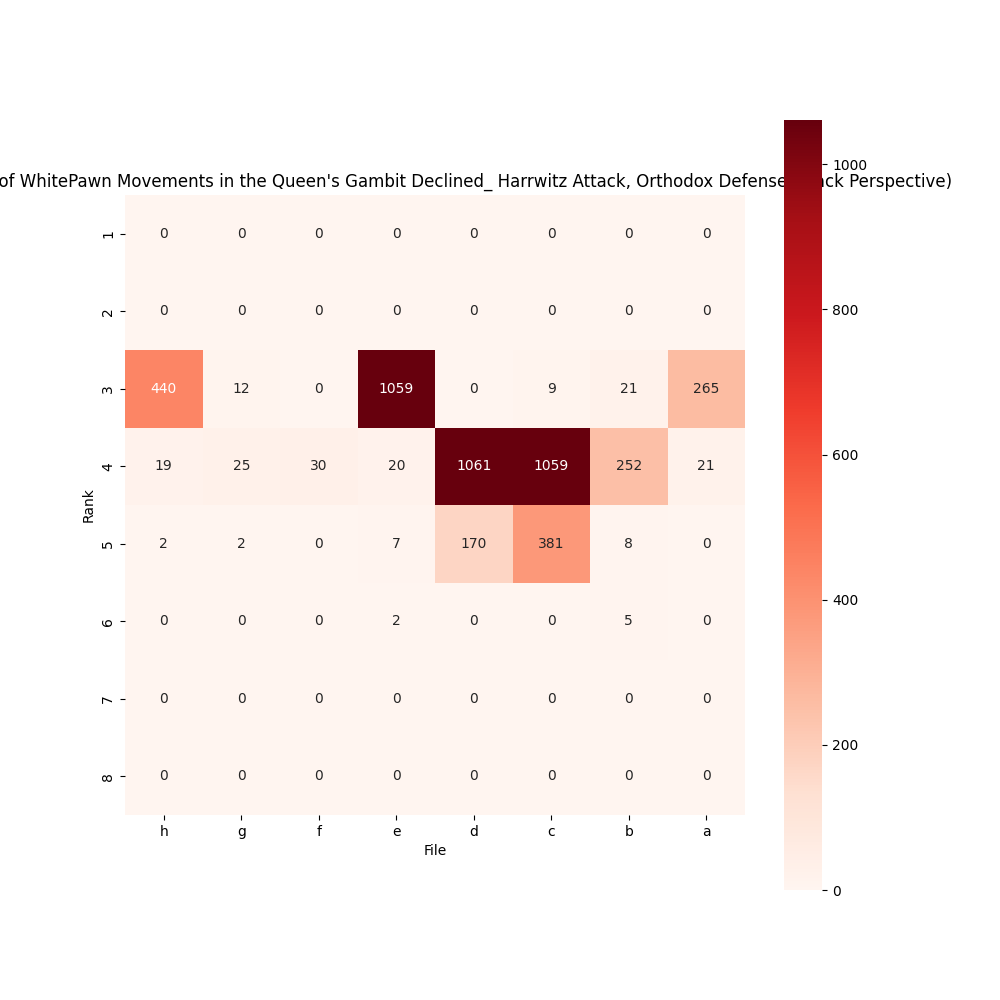 of WhitePawn Movements in the Queen's Gambit Declined_ Harrwitz Attack, Orthodox Defense Perspective)
1000
800
600
400
200
0
Rank
1 0 0 0 0 0 0 0 0
2 0 0 0 0 0 0 0 0
3 440 12 0 1059 0 9 21 265
4 19 25 30 20 1061 1059 252 21
5 2 2 0 7 170 381 8 0
6 0 0 0 2 0 0 5 0
7 0 0 0 0 0 0 0 0
8 0 0 0 0 0 0 0 0
h g f e d c b a
File